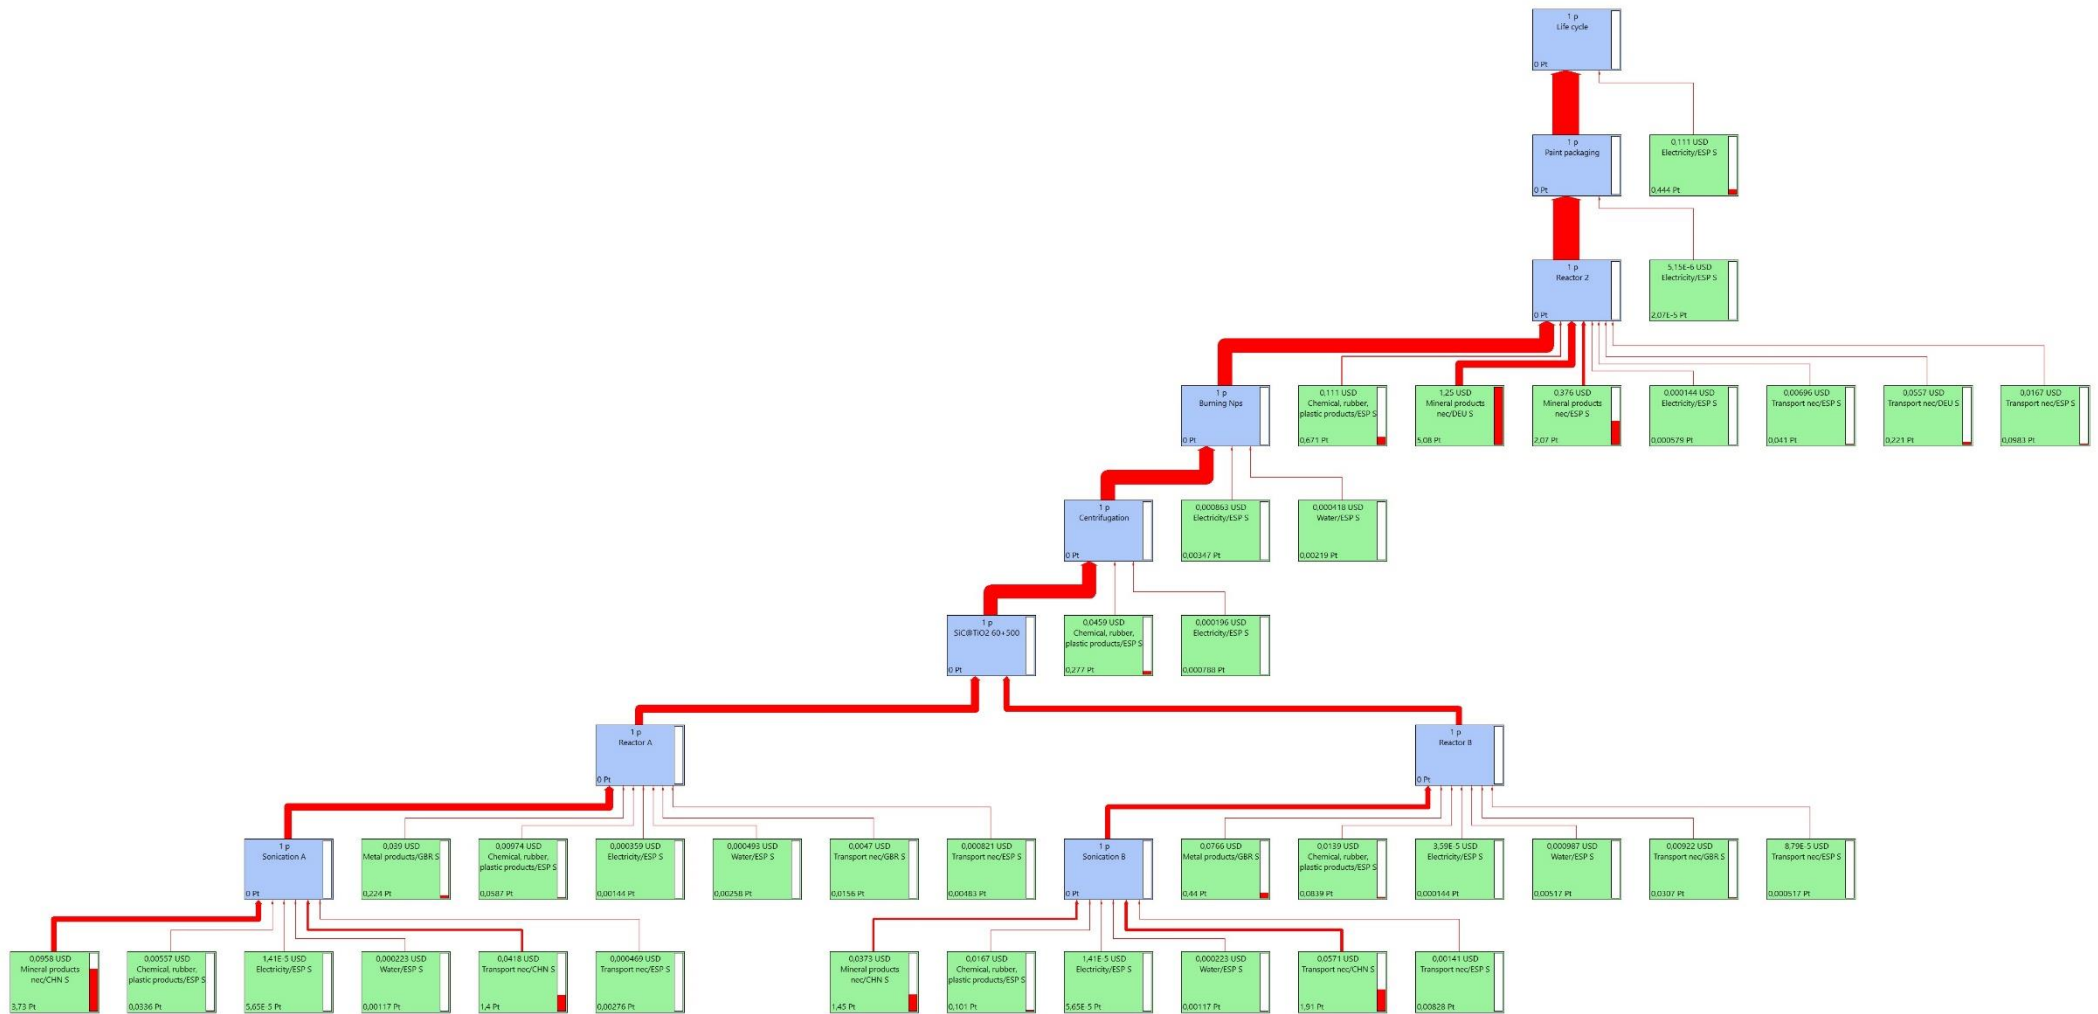 1 p
Life cycle
0 Pt
1 p
Paint packaging
0 Pt
0,111 USD
Electricity/ESP S
0,444 Pt
1 p
Reactor 2
0 Pt
5,15E-6 USD
Electricity/ESP S
2,07E-5 Pt
1 p
Burning Nps
0 Pt
0,111 USD
Chemical, rubber,
plastic products/ESP S
0,671 Pt
1,25 USD
Mineral products
nec/DEU S
5,08 Pt
0,376 USD
Mineral products
nec/ESP S
2,07 Pt
0,000144 USD
Electricity/ESP S
0,000579 Pt
0,00696 USD
Transport nec/ESP S
0,041 Pt
0,0557 USD
Transport nec/DEU S
0,221 Pt
0,0167 USD
Transport nec/ESP S
0,0983 Pt
1 p
Centrifugation
0 Pt
0,000863 USD
Electricity/ESP S
0,00347 Pt
0,000418 USD
Water/ESP S
0,00219 Pt
1 p
SiC@TiO2 60+500
0 Pt
0,0459 USD
Chemical, rubber,
plastic products/ESP S
0,277 Pt
0,000196 USD
Electricity/ESP S
0,000788 Pt
1 p
Reactor A
0 Pt
1 p
Reactor B
0 Pt
1 p
Sonication A
0 Pt
0,039 USD
Metal products/GBR S
0,224 Pt
0,00974 USD
Chemical, rubber,
plastic products/ESP S
0,0587 Pt
0,000359 USD
Electricity/ESP S
0,00144 Pt
0,000493 USD
Water/ESP S
0,00258 Pt
0,0047 USD
Transport nec/GBR S
0,0156 Pt
0,000821 USD
Transport nec/ESP S
0,00483 Pt
1 p
Sonication B
0 Pt
0,0766 USD
Metal products/GBR S
0,44 Pt
0,0139 USD
Chemical, rubber,
plastic products/ESP S
0,0839 Pt
3,59E-5 USD
Electricity/ESP S
0,000144 Pt
0,000987 USD
Water/ESP S
0,00517 Pt
0,00922 USD
Transport nec/GBR S
0,0307 Pt
8,79E-5 USD
Transport nec/ESP S
0,000517 Pt
0,0958 USD
Mineral products
nec/CHN S
3,73 Pt
0,00557 USD
Chemical, rubber,
plastic products/ESP S
0,0336 Pt
1,41E-5 USD
Electricity/ESP S
5,65E-5 Pt
0,000223 USD
Water/ESP S
0,00117 Pt
0,0418 USD
Transport nec/CHN S
1,4 Pt
0,000469 USD
Transport nec/ESP S
0,00276 Pt
0,0373 USD
Mineral products
nec/CHN S
1,45 Pt
0,0167 USD
Chemical, rubber,
plastic products/ESP S
0,101 Pt
1,41E-5 USD
Electricity/ESP S
5,65E-5 Pt
0,000223 USD
Water/ESP S
0,00117 Pt
0,0571 USD
Transport nec/CHN S
1,91 Pt
0,00141 USD
Transport nec/ESP S
0,00828 Pt